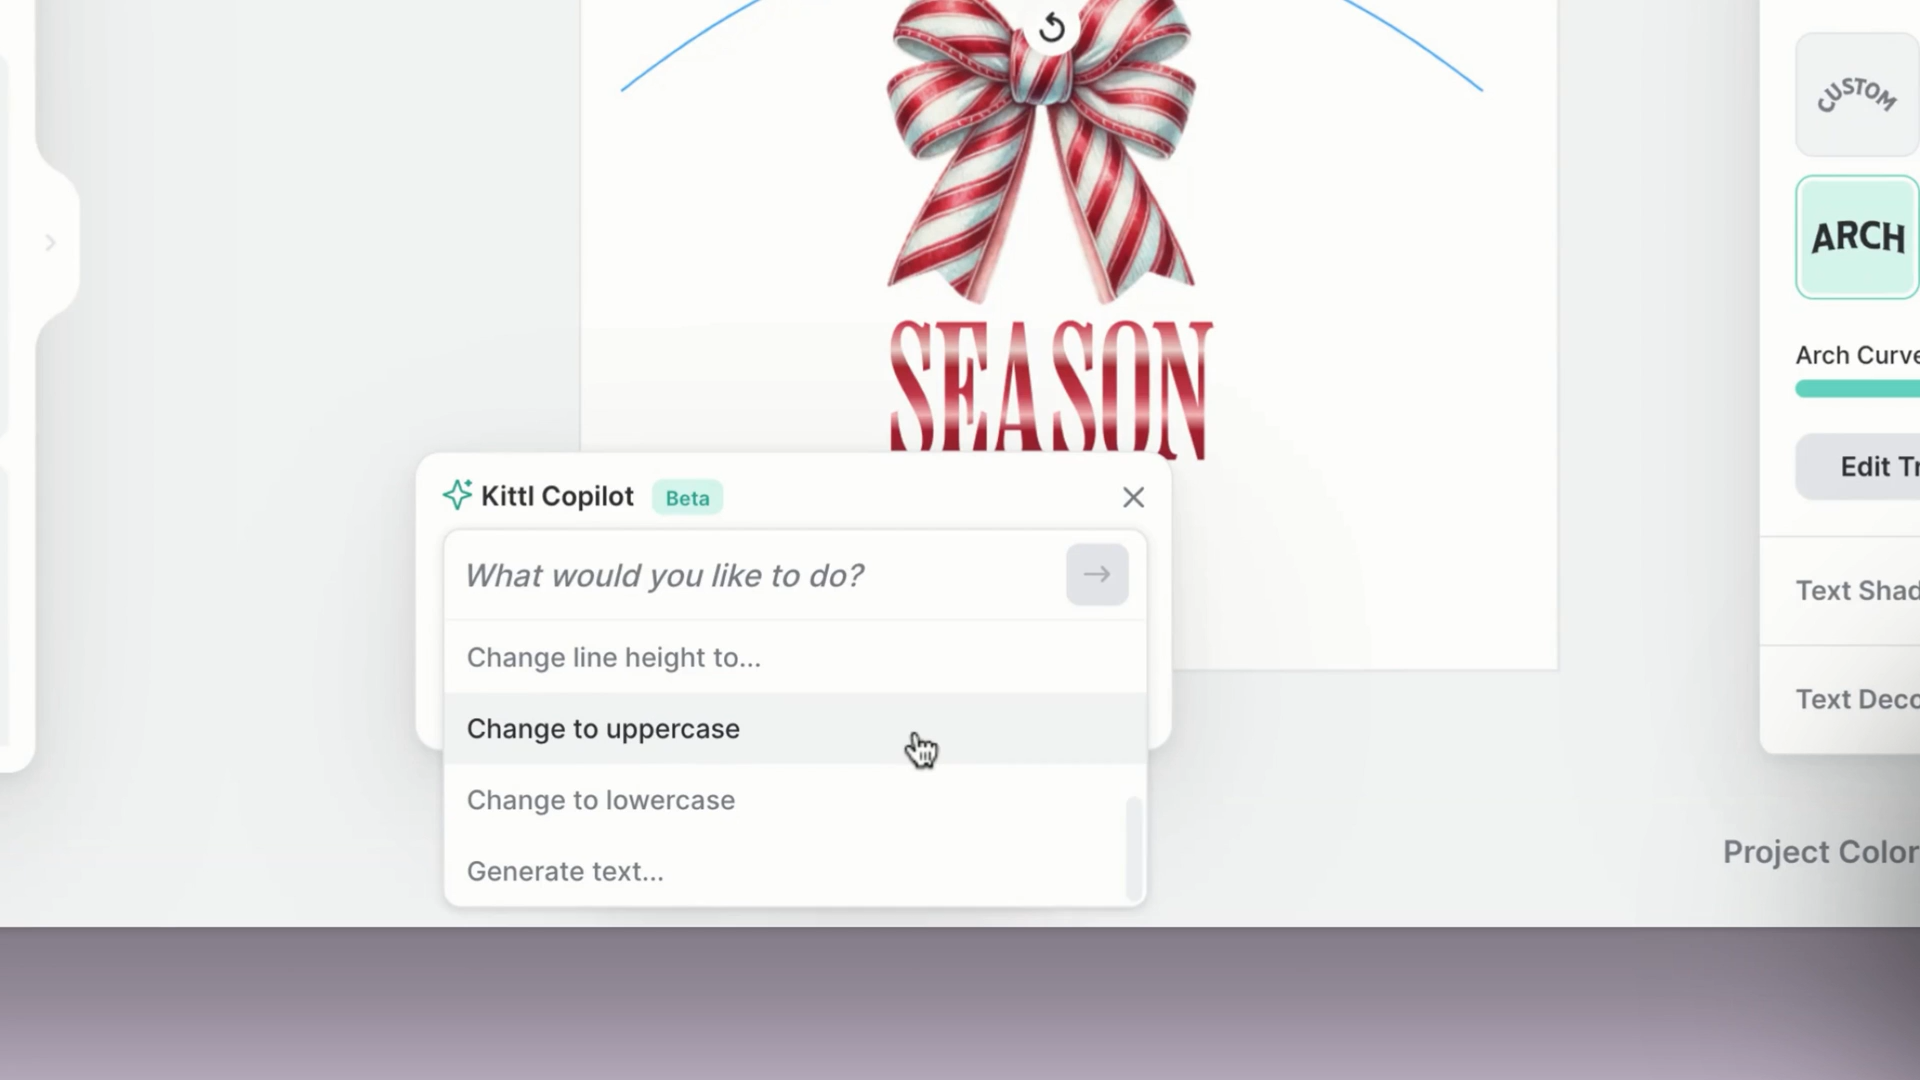 CUSTOM
ARCH
Arch Curve
SEASON
Edit Tr
Kittl Copilot
Beta
What would you like to do?
Text Shad
Change line height to...
Text Deco
Change to uppercase
Change to lowercase
Project Color
Generate text...